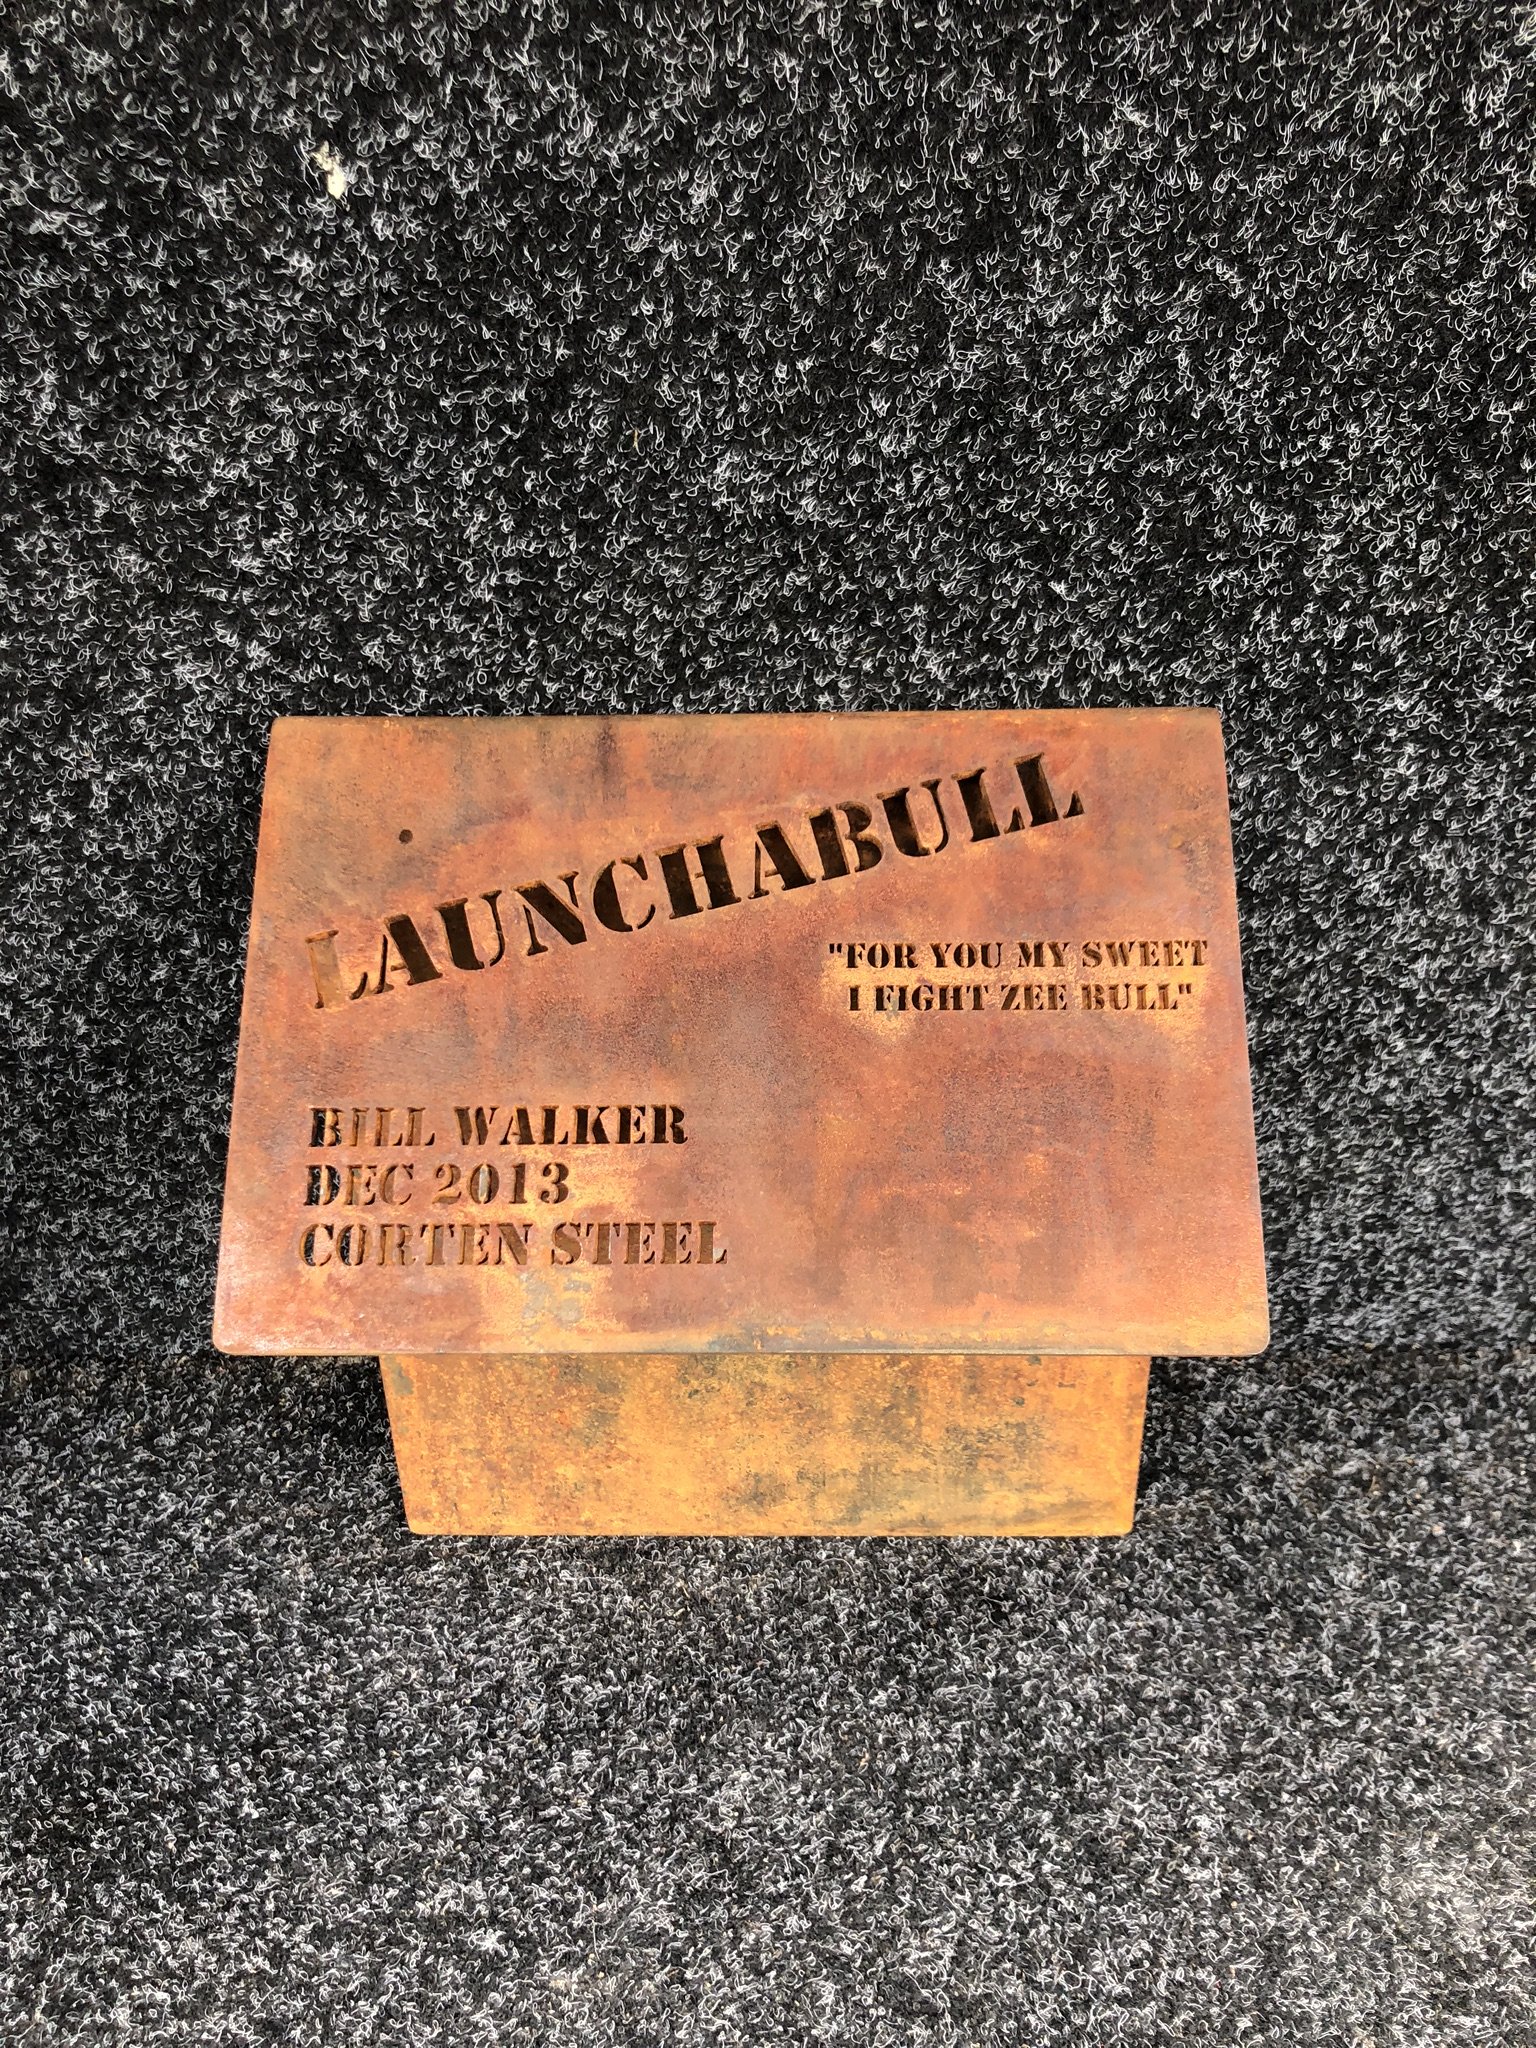 LAUNCHABULL
"FOR YOU MY SWEET
I FIGHT ZEE BULL"
BILL WALKER
DEC 2013
CORTEN STEEL